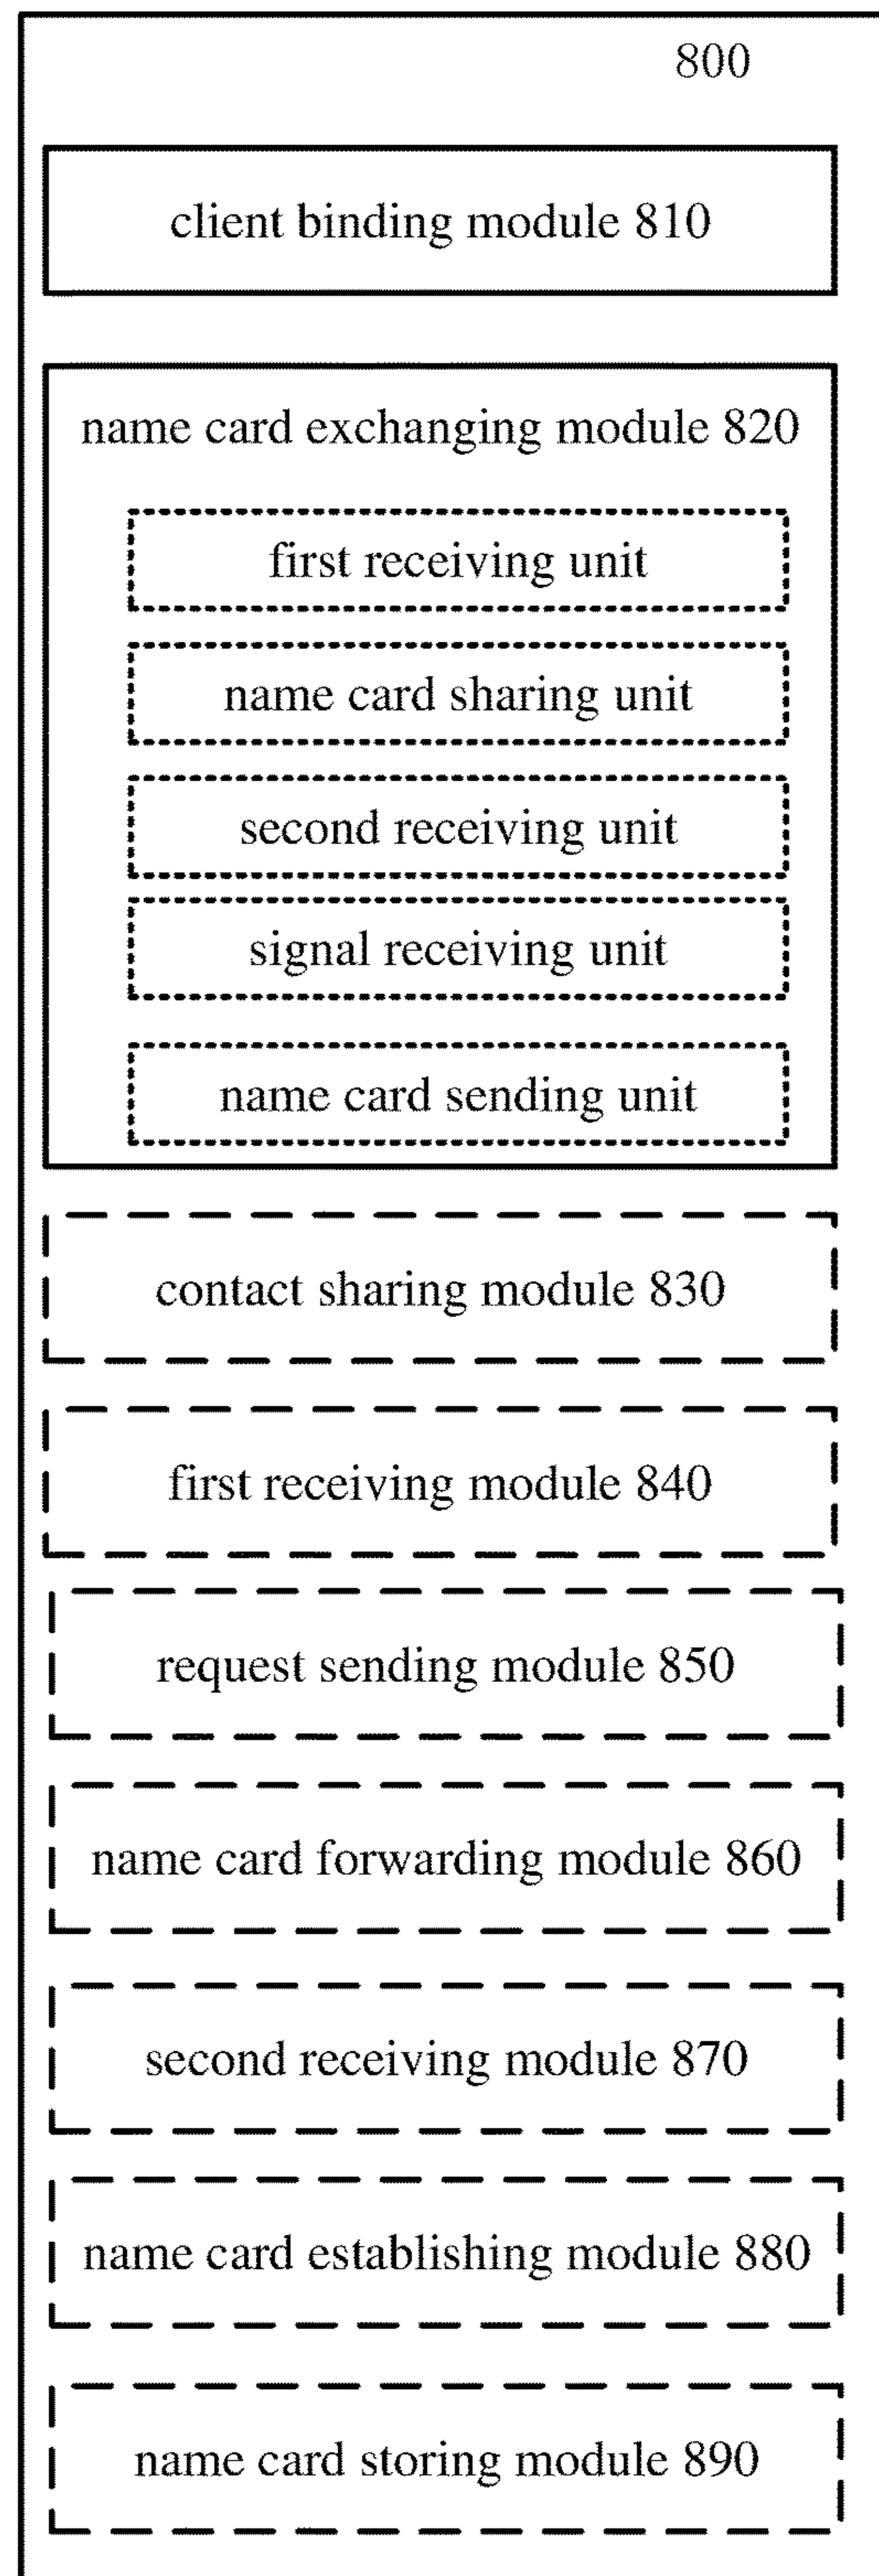 800
client binding module 810
name card exchanging module 820
first receiving unit
name card sharing unit
second receiving unit
signal receiving unit
name card sending unit
contact sharing module 830
first receiving module 840
request sending module 850
name card forwarding module 860
second receiving module 870
name card establishing module 880
name card storing module 890